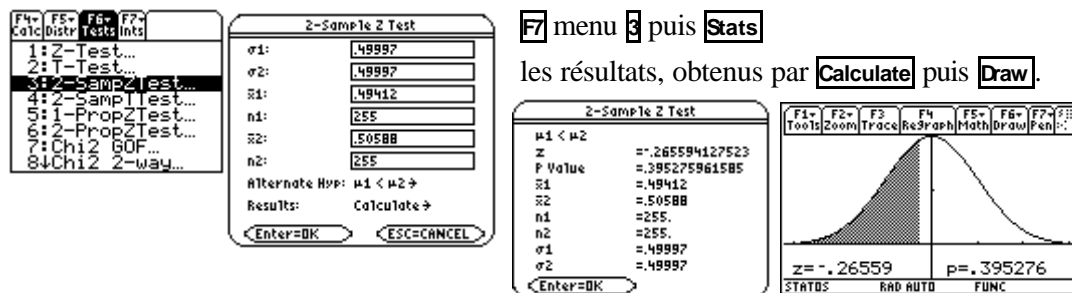 F4▾ F5▾ F6▾ F7▾
Calc Distr Tests Ints
1:Z-Test…
2:T-Test…
3:2-SampZTest…
4:2-SampTTest…
5:1-PropZTest…
6:2-PropZTest…
7:Chi2 GOF…
8↓Chi2 2-way…
2-Sample Z Test
σ1: .49997
σ2: .49997
x̄1: .49412
n1: 255
x̄2: .50588
n2: 255
Alternate Hyp: μ1 < μ2→
Results: Calculate→
Enter=OK ESC=CANCEL
F7 menu 3 puis Stats
les résultats, obtenus par Calculate puis Draw.
2-Sample Z Test
μ1 < μ2
z =-.265594127523
P Value =.395275961585
x̄1 =.49412
x̄2 =.50588
n1 =255.
n2 =255.
σ1 =.49997
σ2 =.49997
Enter=OK
F1▾ F2▾ F3 F4 F5▾ F6▾ F7▾
Tools Zoom Trace ReGraph Math Draw Pen
z=-.26559 p=.395276
STATDS RAD AUTO FUNC